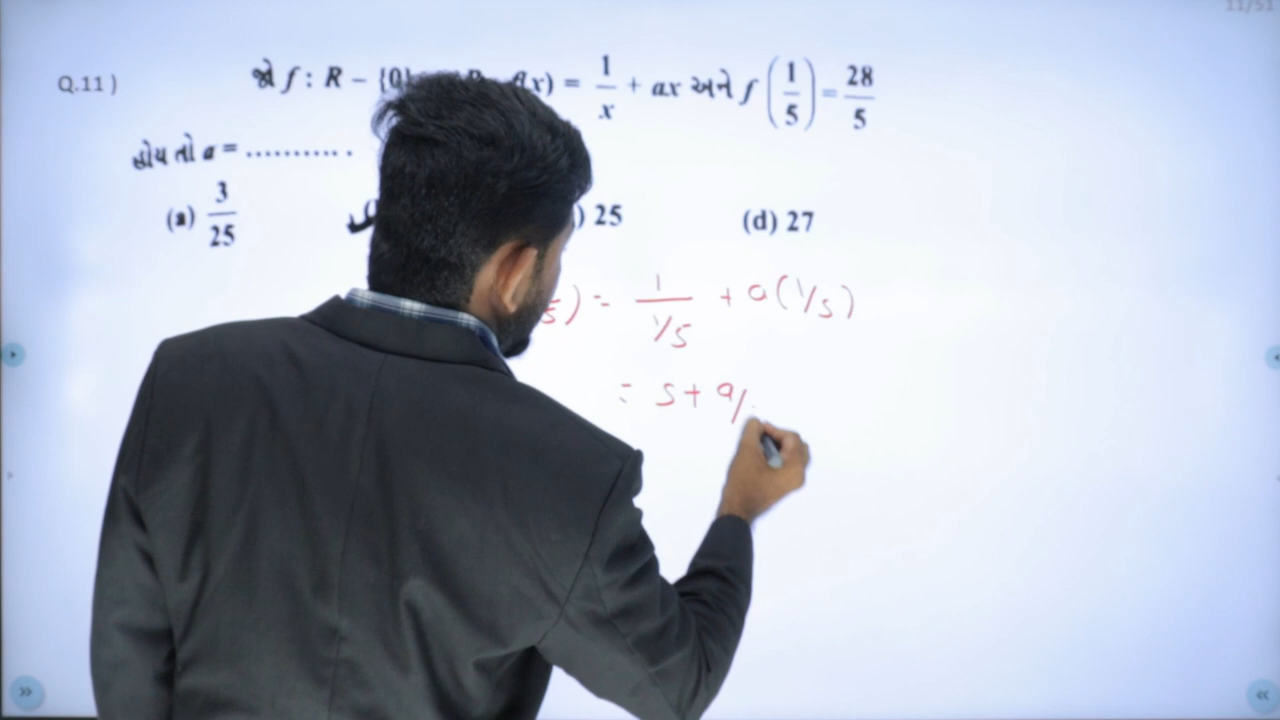 11/51
Q.11 ) જો f : R – {0} f(x) = 1/x + ax અને f (1/5) = 28/5
હોય તો a = ...........
(a) 3/25 ) 25 (d) 27
5) = 1/(1/5) + a(1/5)
= 5 + a/